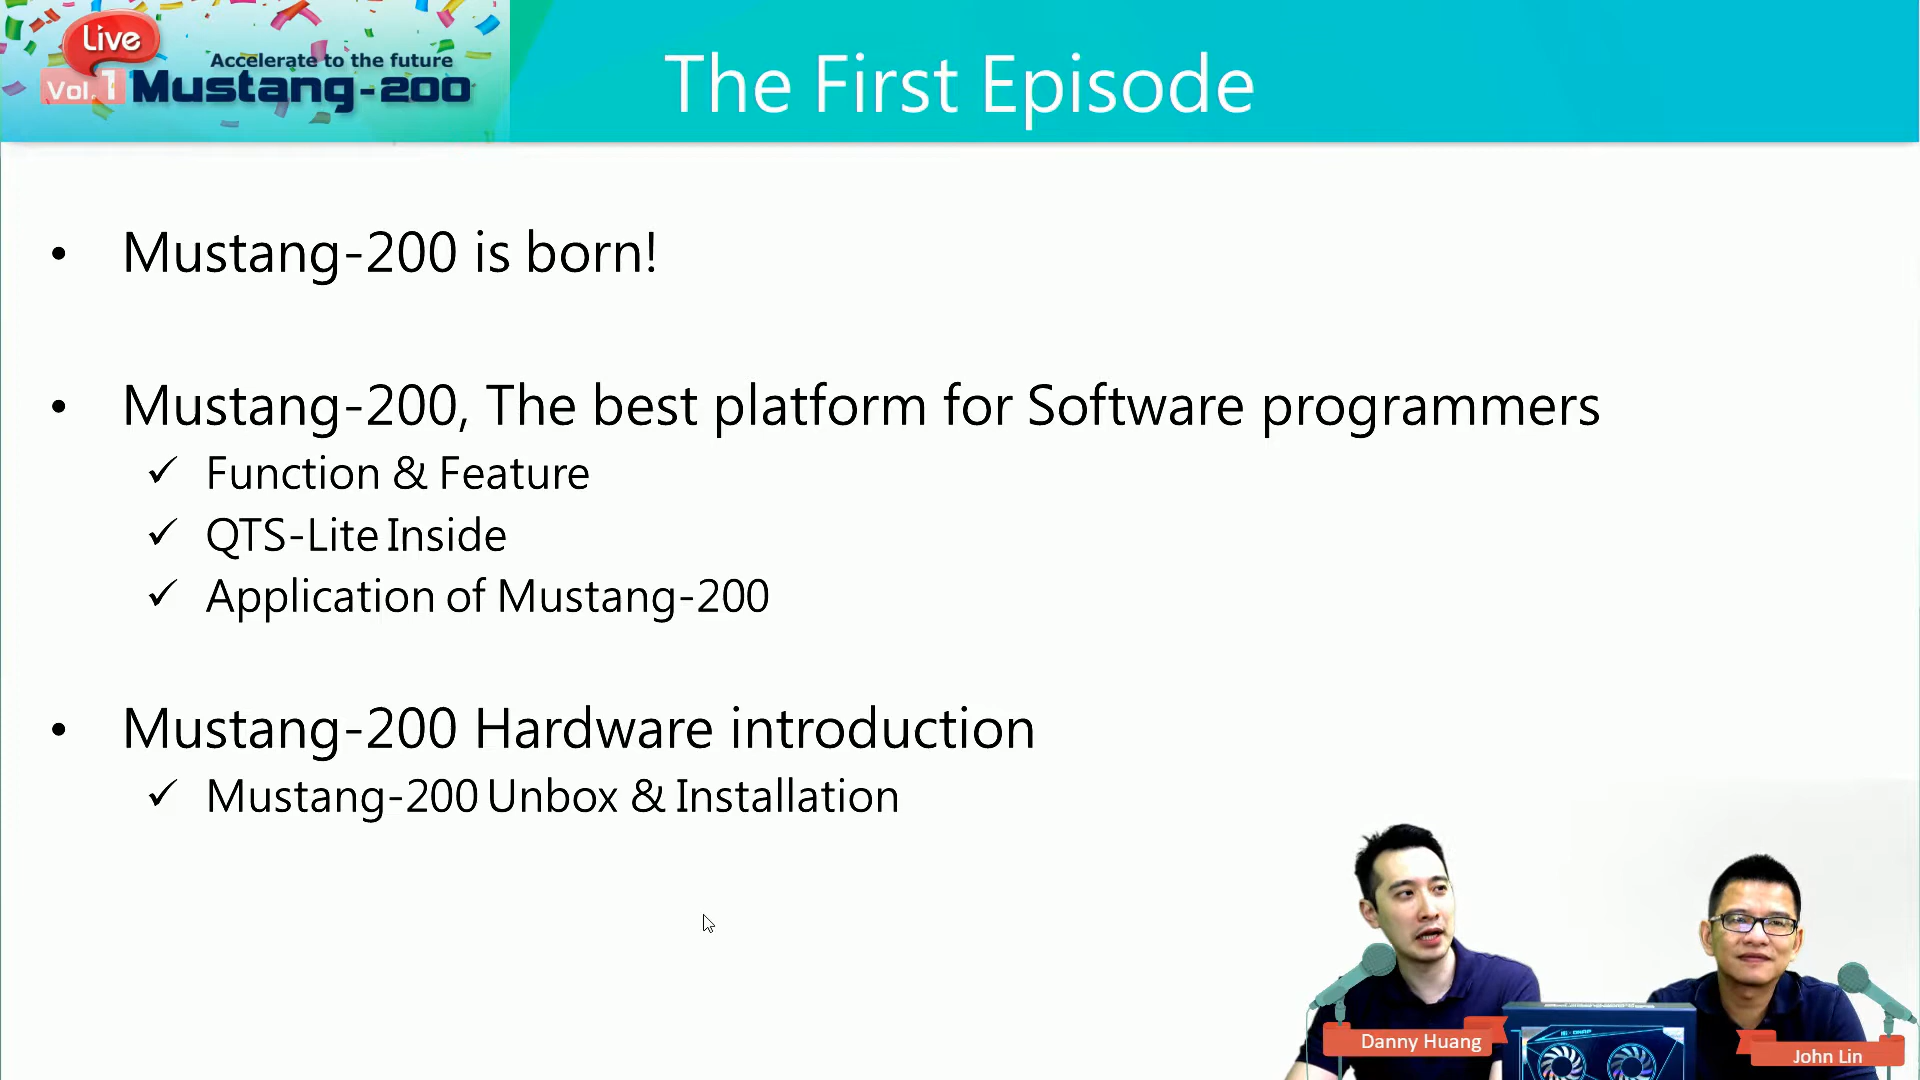 Live
Accelerate to the future
Vol.1 Mustang-200
The First Episode
• Mustang-200 is born!
• Mustang-200, The best platform for Software programmers
✓ Function & Feature
✓ QTS-Lite Inside
✓ Application of Mustang-200
• Mustang-200 Hardware introduction
✓ Mustang-200 Unbox & Installation
Danny Huang
John Lin